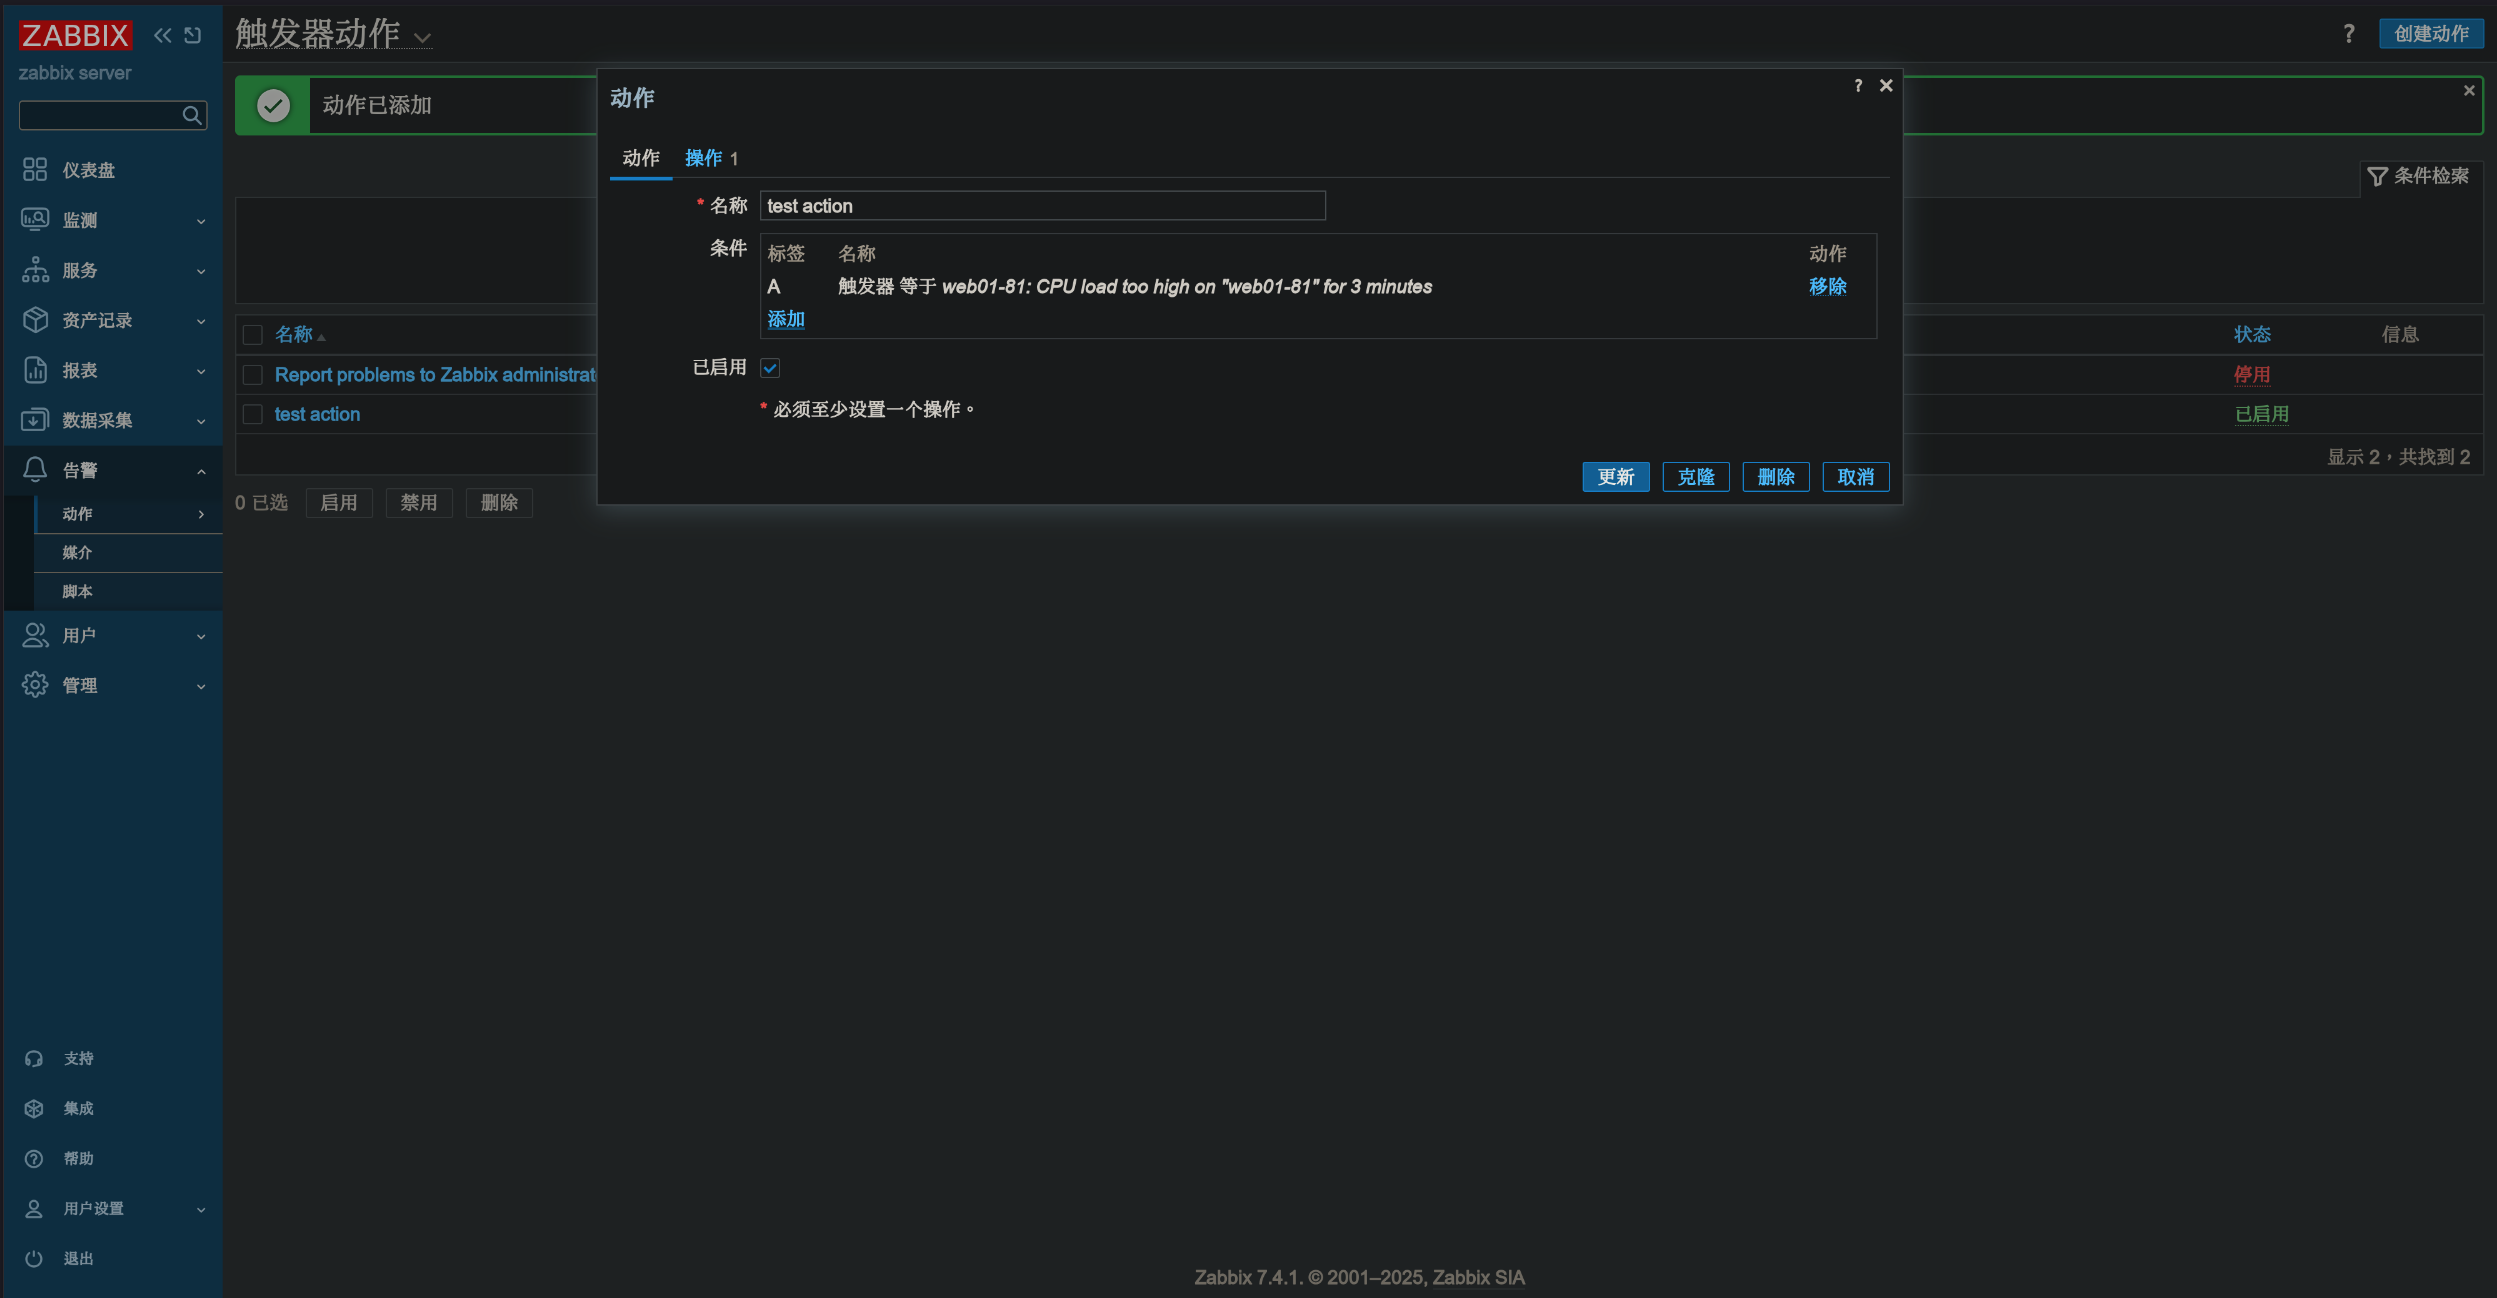 ZABBIX
zabbix server
仪表盘
监测
服务
资产记录
报表
数据采集
告警
动作
媒介
脚本
用户
管理
支持
集成
帮助
用户设置
退出
触发器动作
? 创建动作
动作已添加
条件检索
名称 状态 信息
Report problems to Zabbix administrat 停用
test action 已启用
显示 2，共找到 2
0 已选 启用 禁用 删除
动作 ?
动作 操作 1
* 名称 test action
条件 标签 名称 动作
A 触发器 等于 web01-81: CPU load too high on "web01-81" for 3 minutes 移除
添加
已启用
* 必须至少设置一个操作。
更新 克隆 删除 取消
Zabbix 7.4.1. © 2001–2025, Zabbix SIA